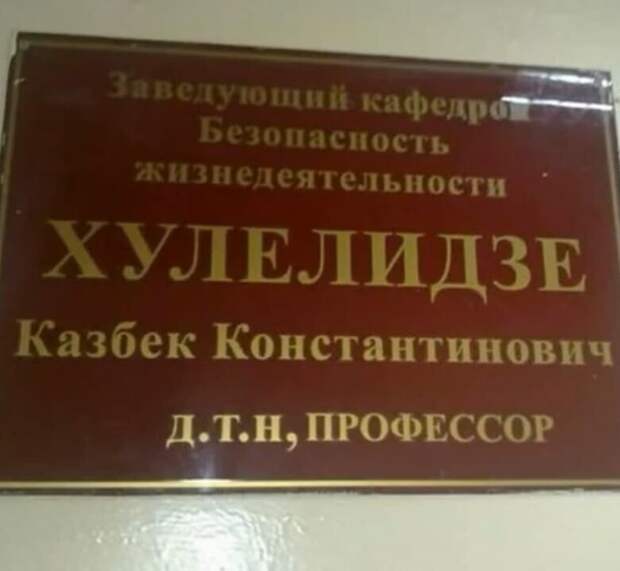 Заведующий кафедрой
Безопасность
жизнедеятельности
ХУЛЕЛИДЗЕ
Казбек Константинович
Д.Т.Н, ПРОФЕССОР